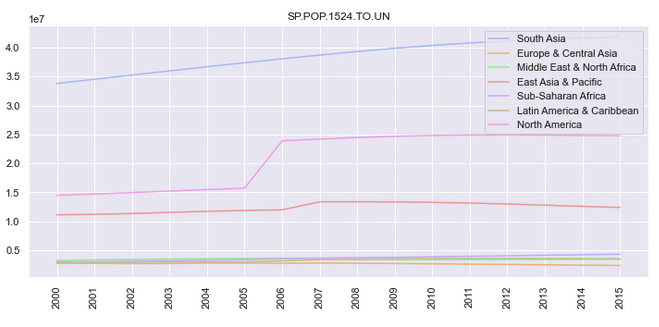 SP.POP.1524.TO.UN
1e7
4.0
3.5
3.0
2.5
2.0
1.5
1.0
0.5
South Asia
Europe & Central Asia
Middle East & North Africa
East Asia & Pacific
Sub-Saharan Africa
Latin America & Caribbean
North America
2000
2001
2002
2003
2004
2005
2006
2007
2008
2009
2010
2011
2012
2013
2014
2015